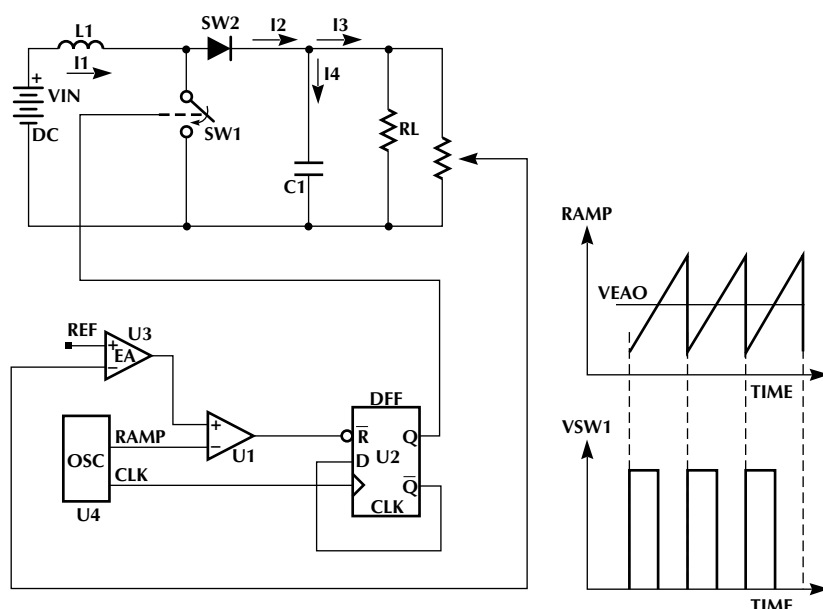 SW2
L1
I2
I3
I1
I4
+
VIN
DC
SW1
RL
C1
RAMP
VEAO
TIME
REF
U3
+
EA
−
DFF
RAMP
+
−
U1
R̅
Q
D
U2
OSC
CLK
Q̅
CLK
U4
VSW1
TIME